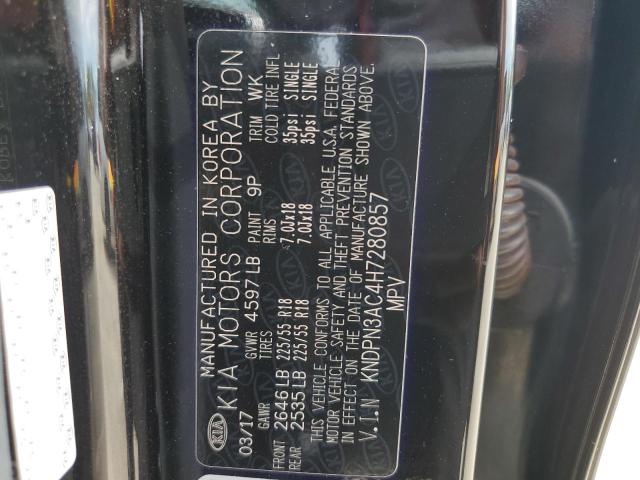 KIA
MANUFACTURED IN KOREA BY
KIA MOTORS CORPORATION
03/17 GVWR 4597LB PAINT 9P TRIM WK
GAWR TIRES COLD TIRE INFL
FRONT 2646LB 225/55 R18 7.0JX18 35psi SINGLE
REAR 2535LB 225/55 R18 7.0JX18 35psi SINGLE
THIS VEHICLE CONFORMS TO ALL APPLICABLE U.S.A. FEDERAL
MOTOR VEHICLE SAFETY AND THEFT PREVENTION STANDARDS
IN EFFECT ON THE DATE OF MANUFACTURE SHOWN ABOVE.
V.I.N KNDPN3AC4H7280857
MPV